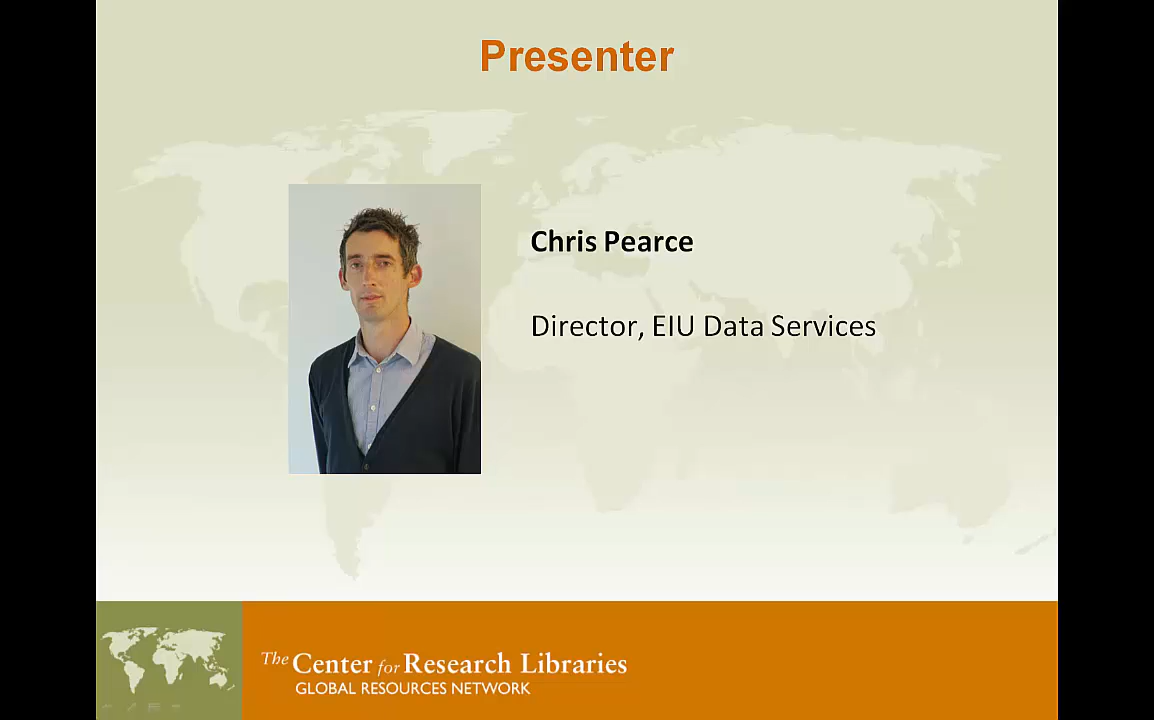 Presenter
Chris Pearce
Director, EIU Data Services
The Center for Research Libraries
GLOBAL RESOURCES NETWORK